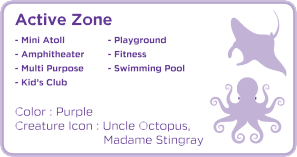 Active Zone
- Mini Atoll
- Amphitheater
- Multi Purpose
- Kid's Club
- Playground
- Fitness
- Swimming Pool
Color : Purple
Creature Icon : Uncle Octopus,
Madame Stingray